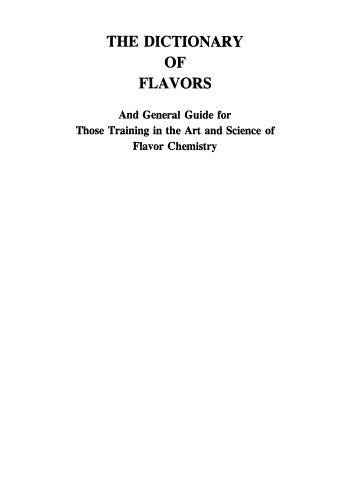 THE DICTIONARY
OF
FLAVORS
And General Guide for
Those Training in the Art and Science of
Flavor Chemistry